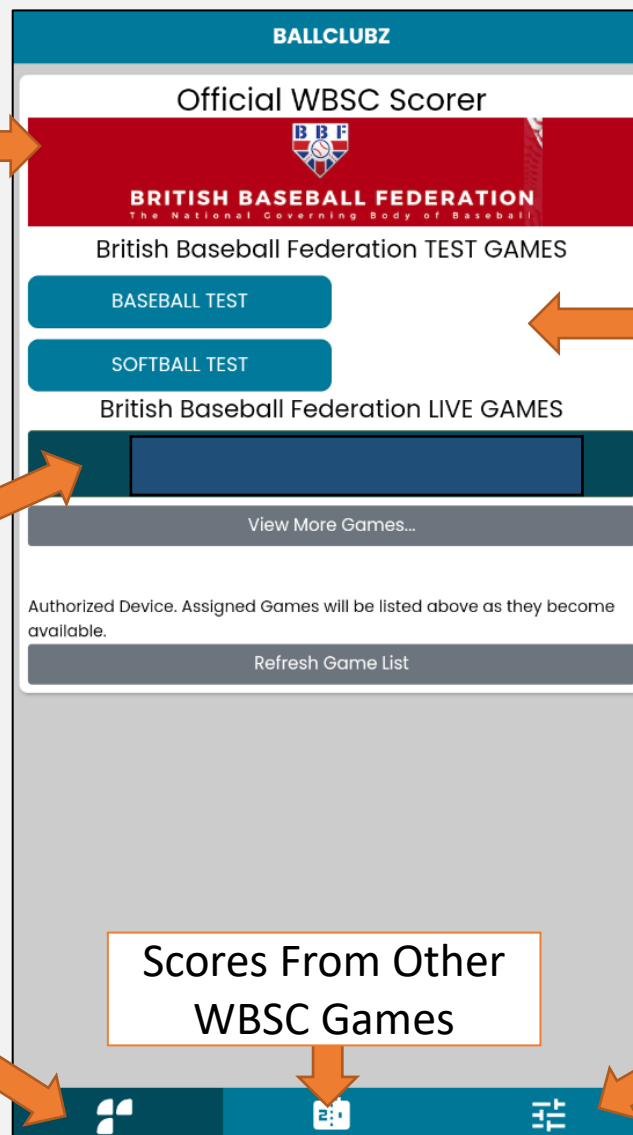 BALLCLUBZ
Official WBSC Scorer
BBF
BRITISH BASEBALL FEDERATION
The National Governing Body of Baseball
British Baseball Federation TEST GAMES
BASEBALL TEST
SOFTBALL TEST
British Baseball Federation LIVE GAMES
View More Games...
Authorized Device. Assigned Games will be listed above as they become
available.
Refresh Game List
Scores From Other
WBSC Games
2:1